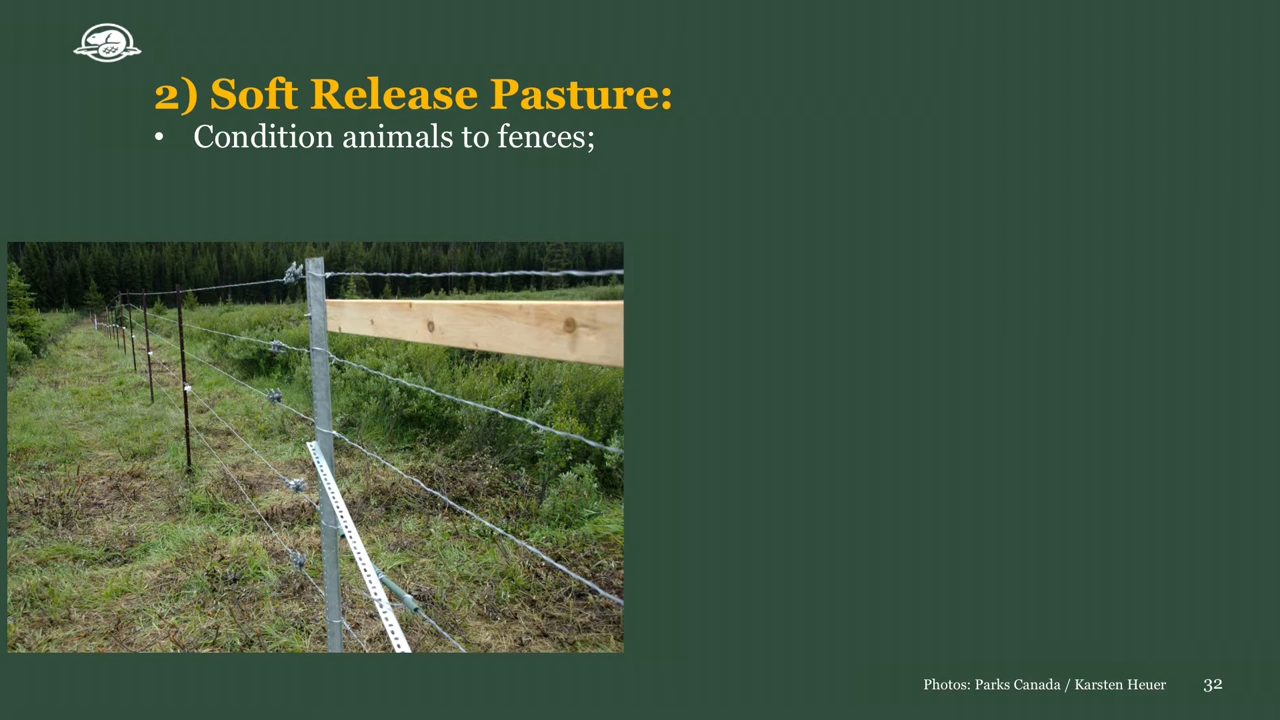 2) Soft Release Pasture:
• Condition animals to fences;
Photos: Parks Canada / Karsten Heuer
32